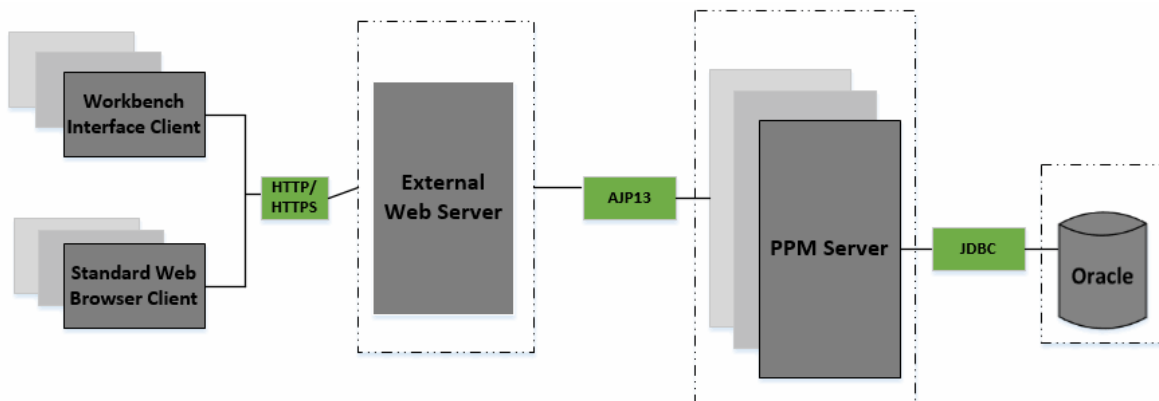 Workbench
Interface Client
HTTP/
HTTPS
Standard Web
Browser Client
External
Web Server
AJP13
PPM Server
JDBC
Oracle